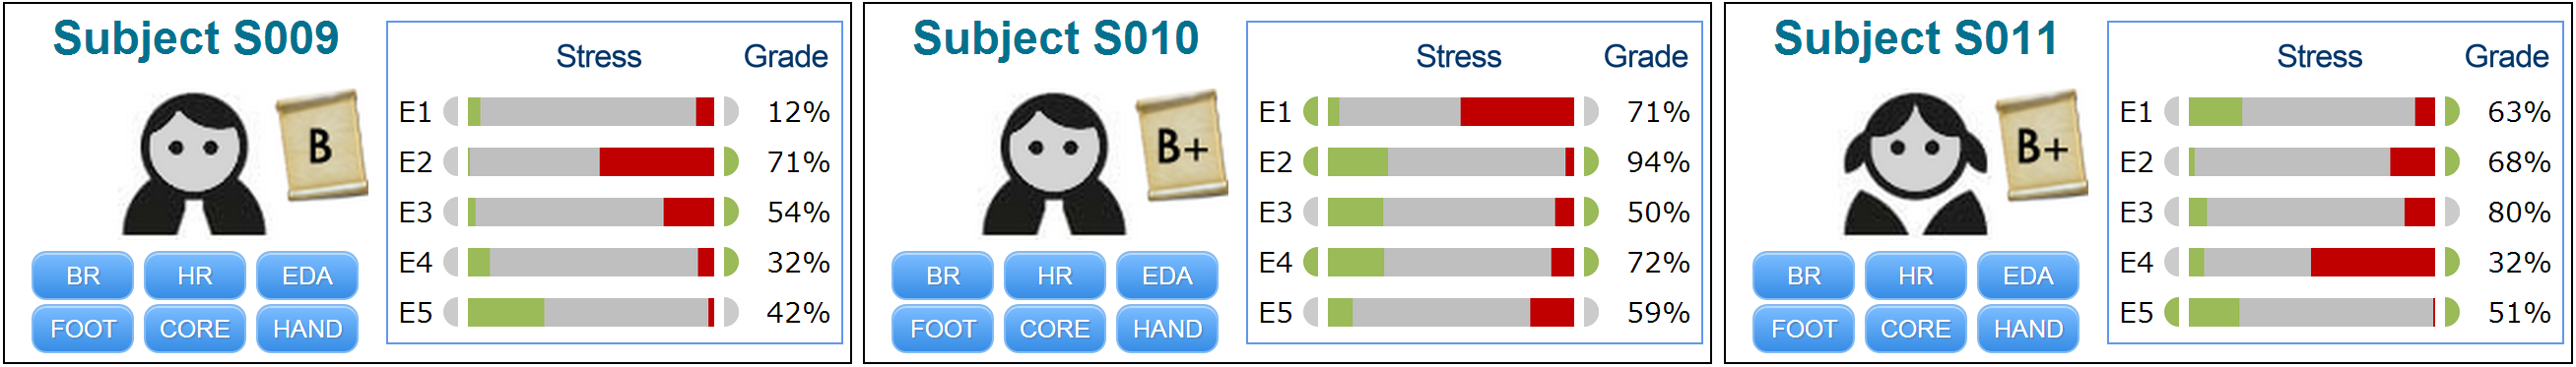 Subject S009
Stress Grade
B
E1 12%
E2 71%
E3 54%
E4 32%
E5 42%
BR HR EDA
FOOT CORE HAND
Subject S010
Stress Grade
B+
E1 71%
E2 94%
E3 50%
E4 72%
E5 59%
BR HR EDA
FOOT CORE HAND
Subject S011
Stress Grade
B+
E1 63%
E2 68%
E3 80%
E4 32%
E5 51%
BR HR EDA
FOOT CORE HAND